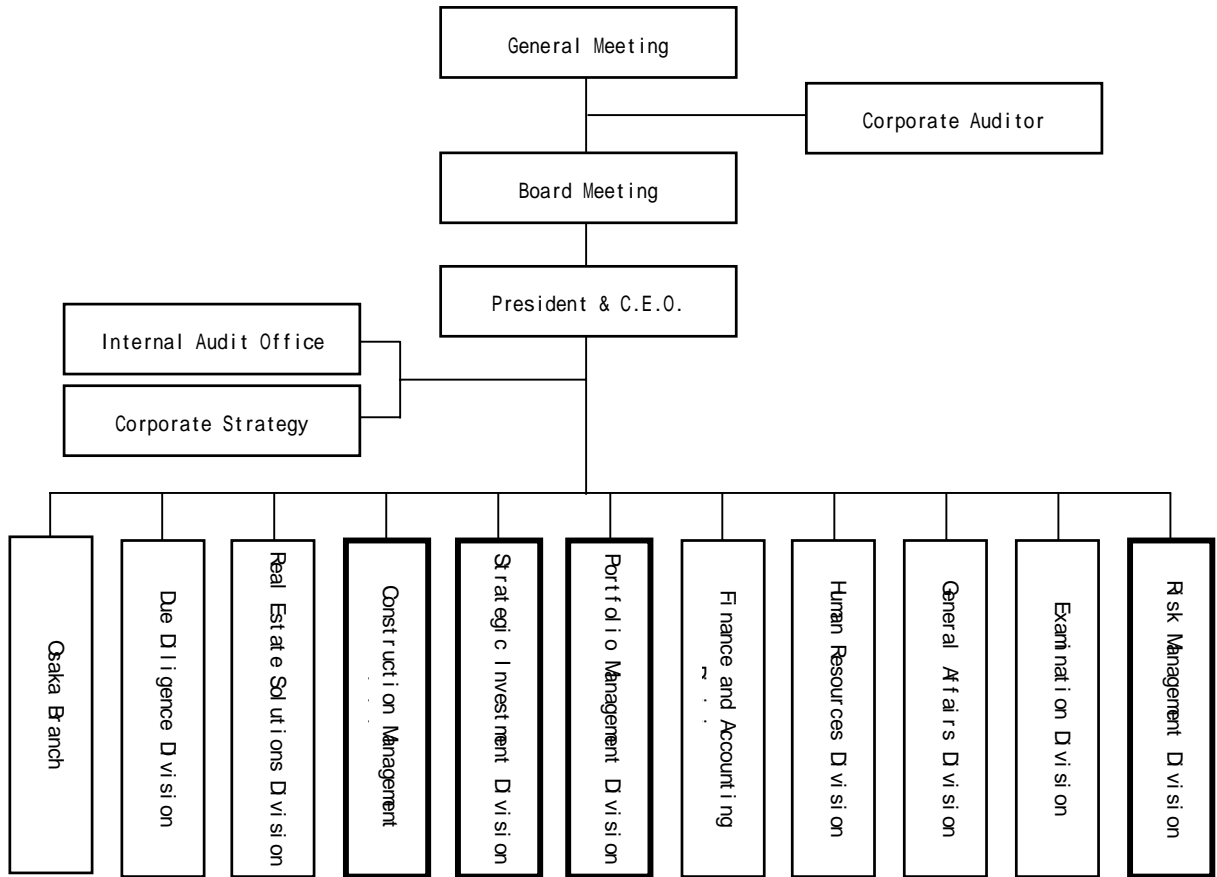 General Meeting
Corporate Auditor
Board Meeting
President & C.E.O.
Internal Audit Office
Corporate Strategy
Osaka Branch
Due Diligence Division
Real Estate Solutions Division
Construction Management
Strategic Investment Division
Portfolio Management Division
Finance and Accounting
Human Resources Division
General Affairs Division
Examination Division
Risk Management Division